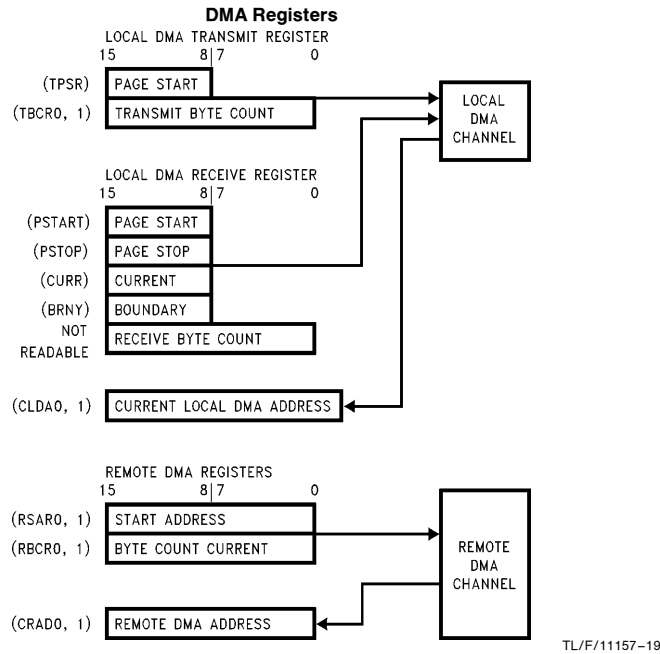 DMA Registers
LOCAL DMA TRANSMIT REGISTER
15 8|7 0
(TPSR) PAGE START
(TBCR0, 1) TRANSMIT BYTE COUNT
LOCAL DMA CHANNEL
LOCAL DMA RECEIVE REGISTER
15 8|7 0
(PSTART) PAGE START
(PSTOP) PAGE STOP
(CURR) CURRENT
(BRNY) BOUNDARY
NOT READABLE RECEIVE BYTE COUNT
(CLDA0, 1) CURRENT LOCAL DMA ADDRESS
REMOTE DMA REGISTERS
15 8|7 0
(RSAR0, 1) START ADDRESS
(RBCR0, 1) BYTE COUNT CURRENT
REMOTE DMA CHANNEL
(CRAD0, 1) REMOTE DMA ADDRESS
TL/F/11157–19